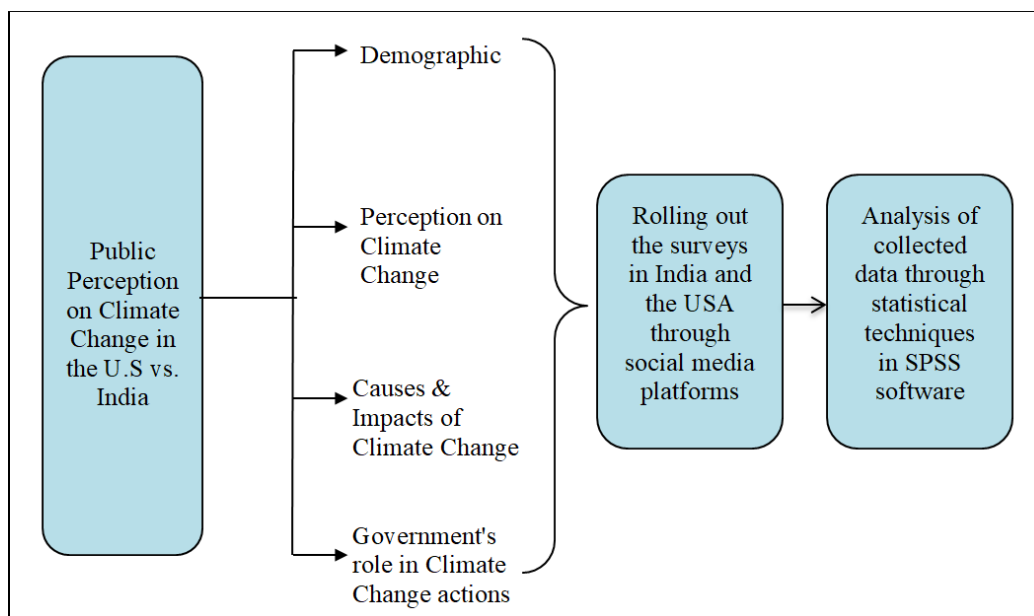 Public
Perception
on Climate
Change in
the U.S vs.
India
Demographic
Perception on
Climate
Change
Causes &
Impacts of
Climate Change
Government's
role in Climate
Change actions
Rolling out
the surveys
in India and
the USA
through
social media
platforms
Analysis of
collected
data through
statistical
techniques
in SPSS
software